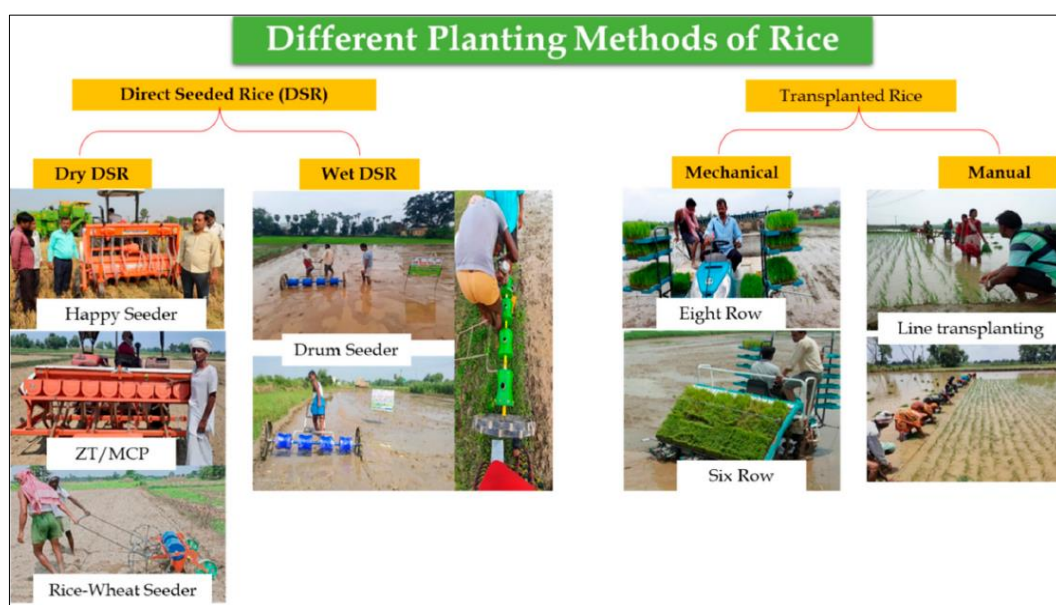 Different Planting Methods of Rice
Direct Seeded Rice (DSR)
Transplanted Rice
Dry DSR
Wet DSR
Mechanical
Manual
Happy Seeder
Drum Seeder
Eight Row
Line transplanting
ZT/MCP
Six Row
Rice-Wheat Seeder